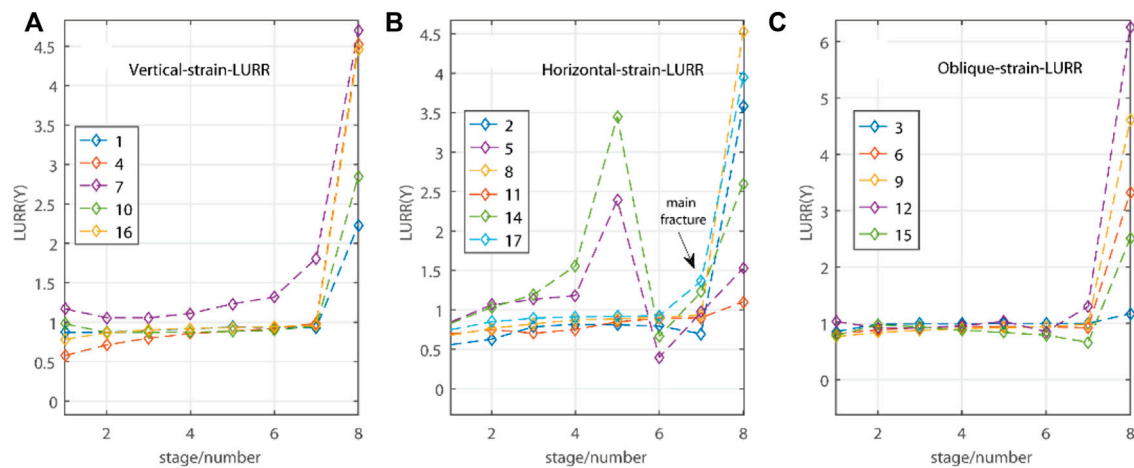 A
Vertical-strain-LURR
LURR(Y)
4.5
4
3.5
3
2.5
2
1.5
1
0.5
0
1
4
7
10
16
2 4 6 8
stage/number
B
Horizontal-strain-LURR
LURR(Y)
4.5
4
3.5
3
2.5
2
1.5
1
0.5
0
2
5
8
11
14
17
main
fracture
2 4 6 8
stage/number
C
Oblique-strain-LURR
LURR(Y)
6
5
4
3
2
1
0
3
6
9
12
15
2 4 6 8
stage/number